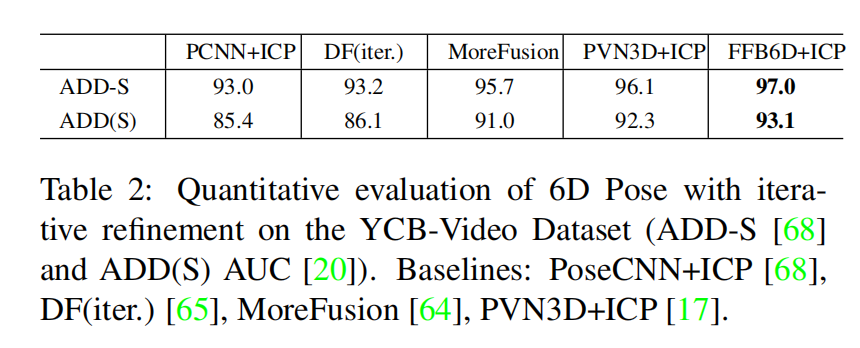 PCNN+ICP DF(iter.) MoreFusion PVN3D+ICP FFB6D+ICP
ADD-S 93.0 93.2 95.7 96.1 97.0
ADD(S) 85.4 86.1 91.0 92.3 93.1
Table 2: Quantitative evaluation of 6D Pose with itera-
tive refinement on the YCB-Video Dataset (ADD-S [68]
and ADD(S) AUC [20]). Baselines: PoseCNN+ICP [68],
DF(iter.) [65], MoreFusion [64], PVN3D+ICP [17].